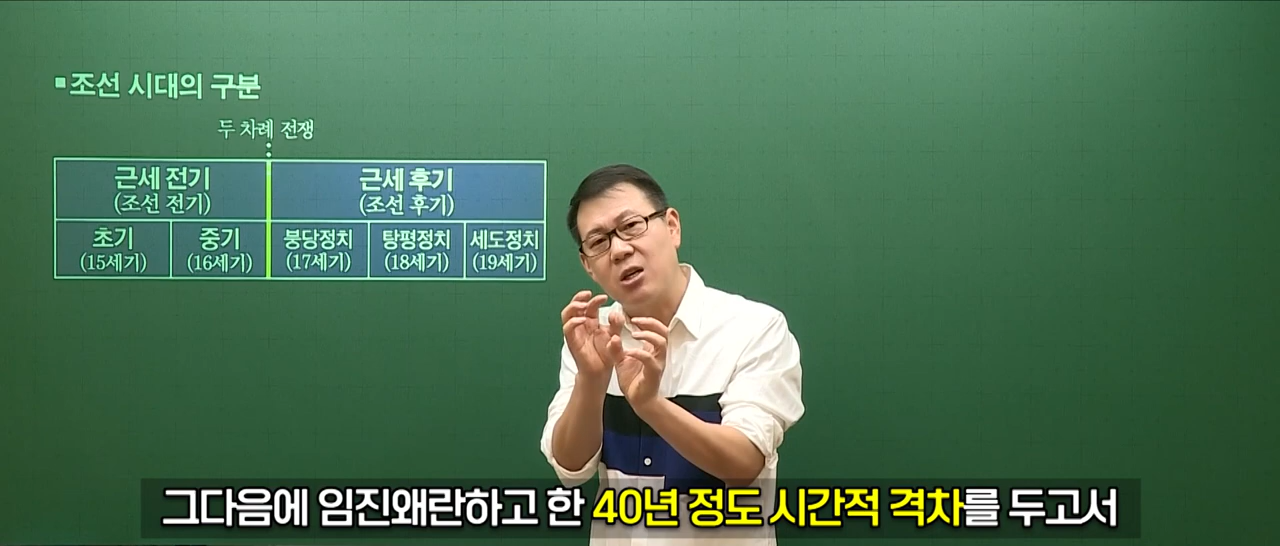 ▪조선 시대의 구분
두 차례 전쟁
근세 전기
(조선 전기)
근세 후기
(조선 후기)
초기
(15세기)
중기
(16세기)
붕당정치
(17세기)
탕평정치
(18세기)
세도정치
(19세기)
그다음에 임진왜란하고 한 40년 정도 시간적 격차를 두고서